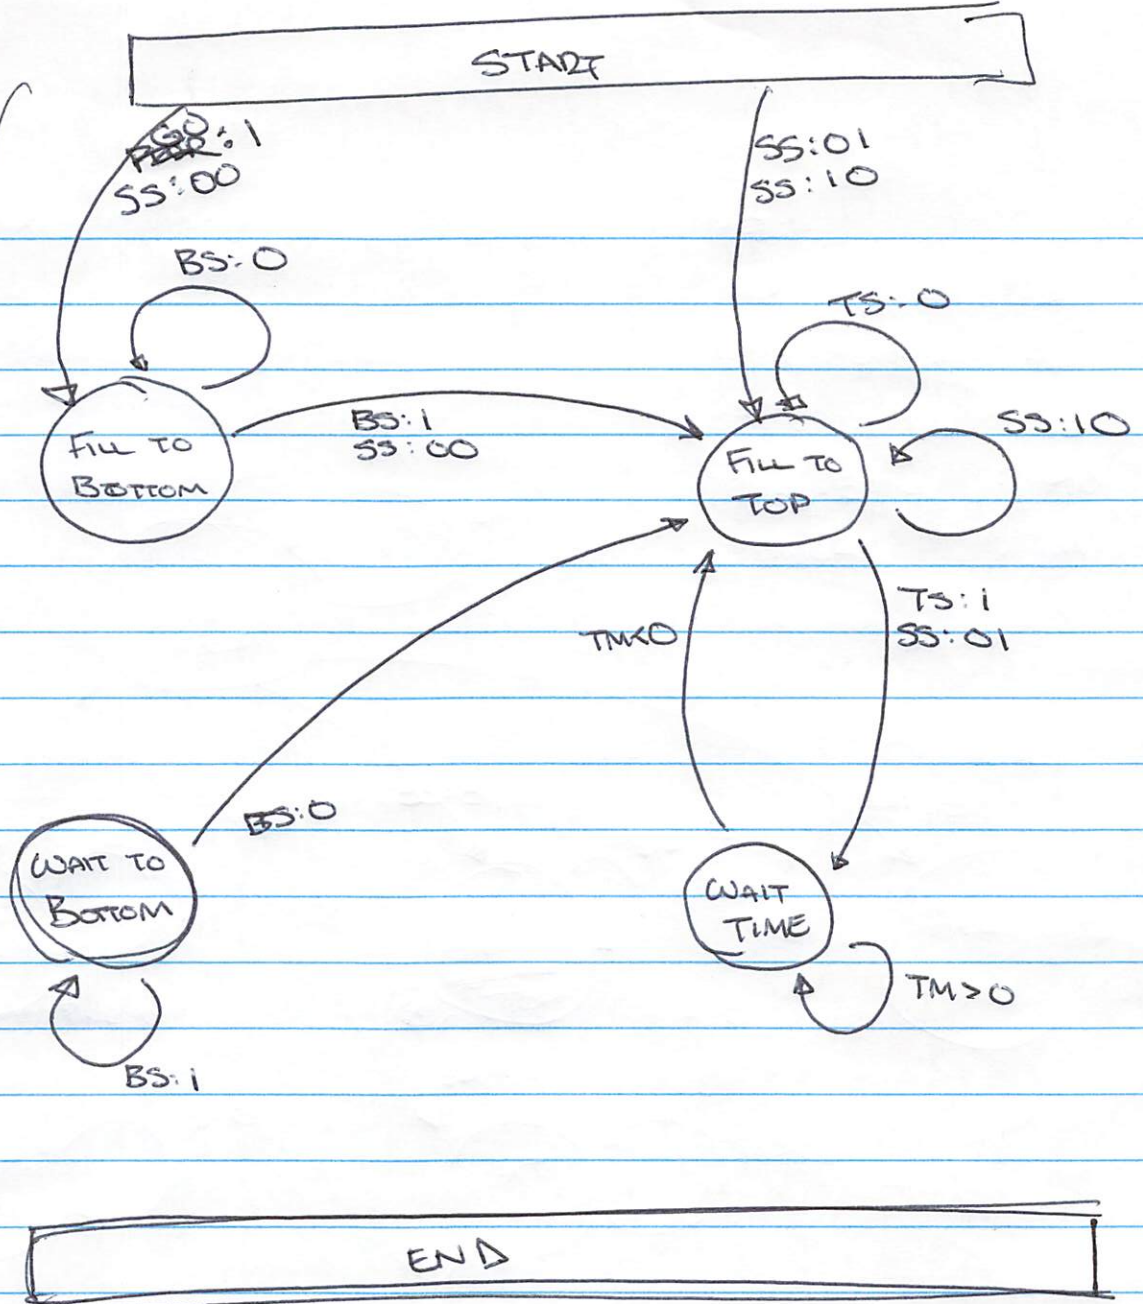 START
GO: 1
SS:00
SS:01
SS:10
BS:0
TS:0
BS:1
SS:00
SS:10
FILL TO
BOTTOM
FILL TO
TOP
TS:1
SS:01
TM<0
BS:0
WAIT TO
BOTTOM
WAIT
TIME
TM>0
BS:1
END